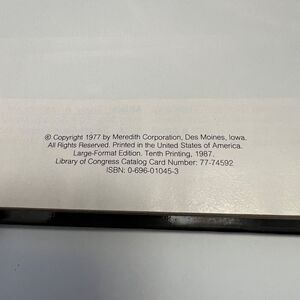 © Copyright 1977 by Meredith Corporation, Des Moines, Iowa.
All Rights Reserved. Printed in the United States of America.
Large-Format Edition. Tenth Printing, 1987.
Library of Congress Catalog Card Number: 77-74592
ISBN: 0-696-01045-3